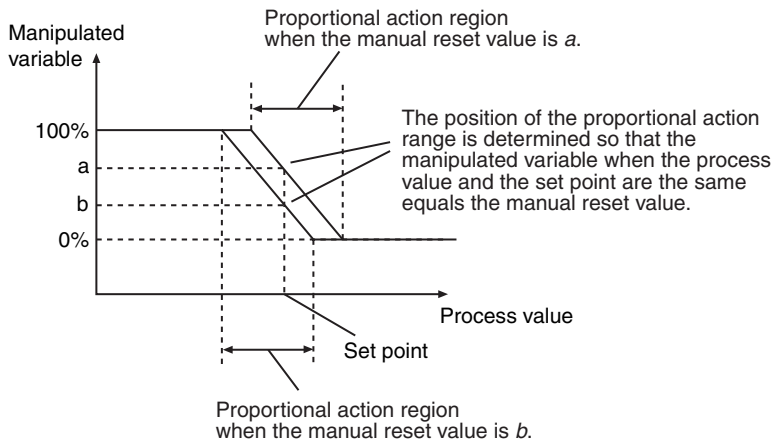 Proportional action region
when the manual reset value is a.
Manipulated
variable
100%
a
b
0%
The position of the proportional action
range is determined so that the
manipulated variable when the process
value and the set point are the same
equals the manual reset value.
Process value
Set point
Proportional action region
when the manual reset value is b.